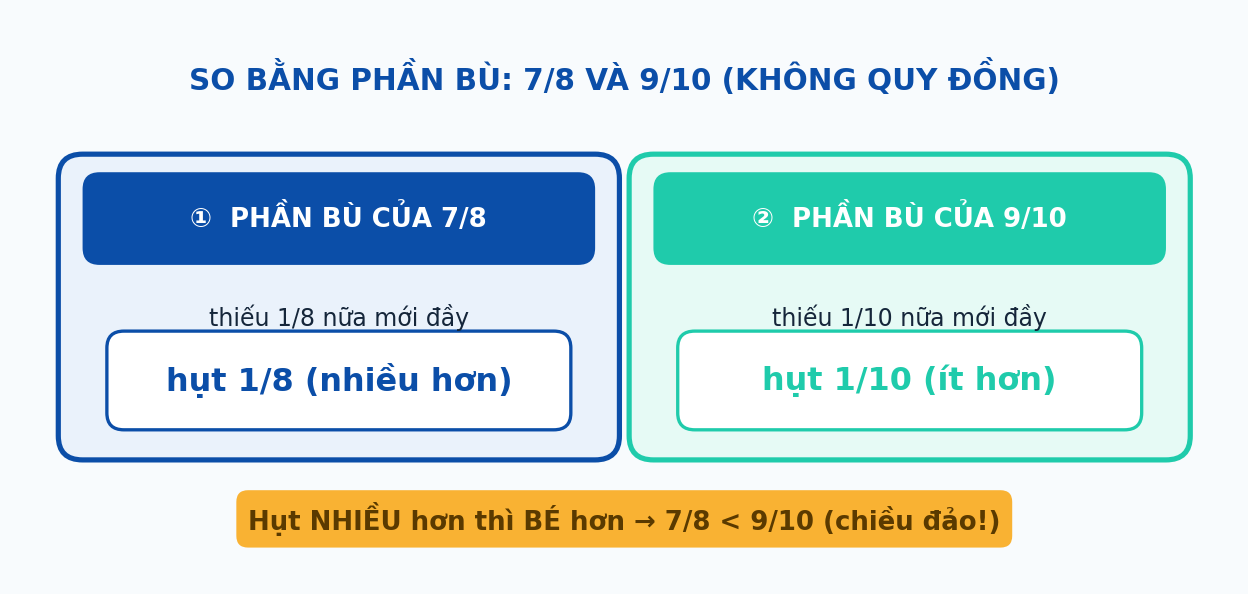 SO BẰNG PHẦN BÙ: 7/8 VÀ 9/10 (KHÔNG QUY ĐỒNG)
① PHẦN BÙ CỦA 7/8
thiếu 1/8 nữa mới đầy
hụt 1/8 (nhiều hơn)
② PHẦN BÙ CỦA 9/10
thiếu 1/10 nữa mới đầy
hụt 1/10 (ít hơn)
Hụt NHIỀU hơn thì BÉ hơn → 7/8 < 9/10 (chiều đảo!)